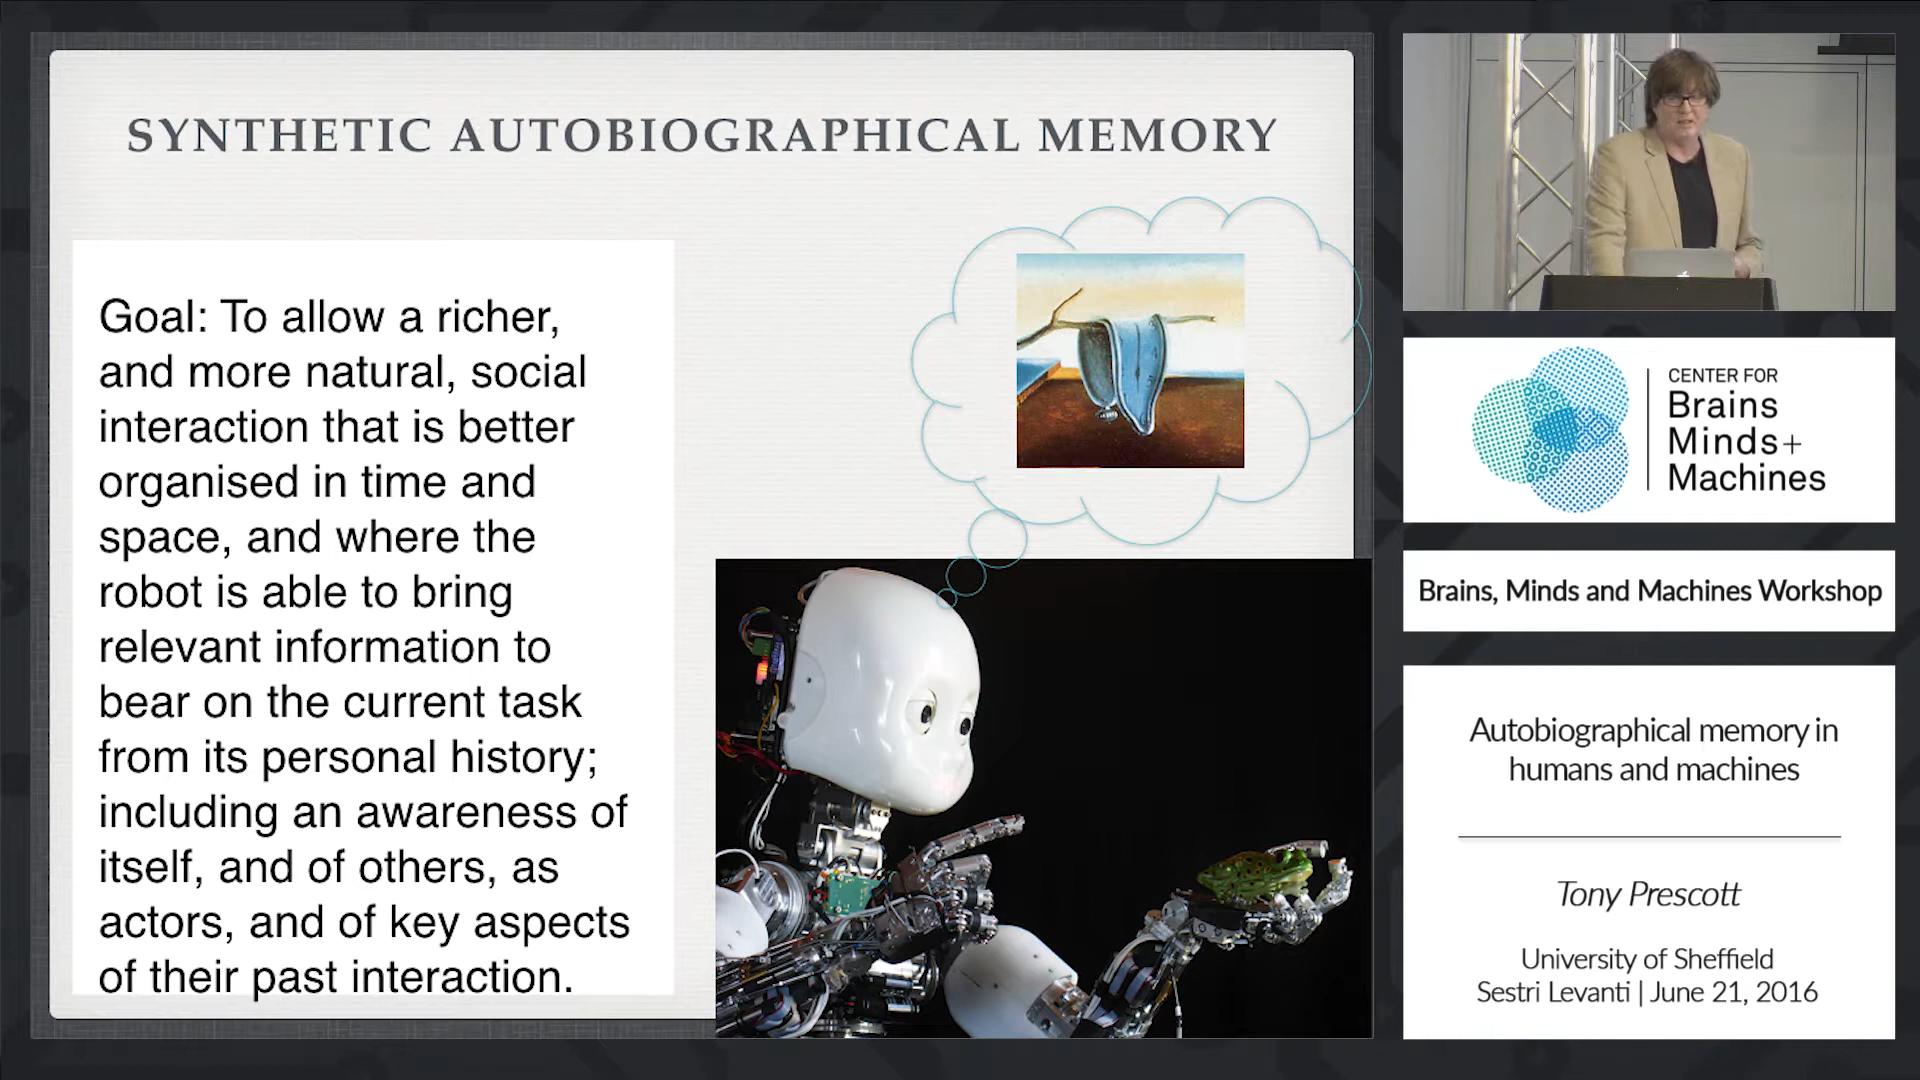 SYNTHETIC AUTOBIOGRAPHICAL MEMORY
Goal: To allow a richer,
and more natural, social
interaction that is better
organised in time and
space, and where the
robot is able to bring
relevant information to
bear on the current task
from its personal history;
including an awareness of
itself, and of others, as
actors, and of key aspects
of their past interaction.
CENTER FOR
Brains
Minds+
Machines
Brains, Minds and Machines Workshop
Autobiographical memory in
humans and machines
Tony Prescott
University of Sheffield
Sestri Levanti | June 21, 2016